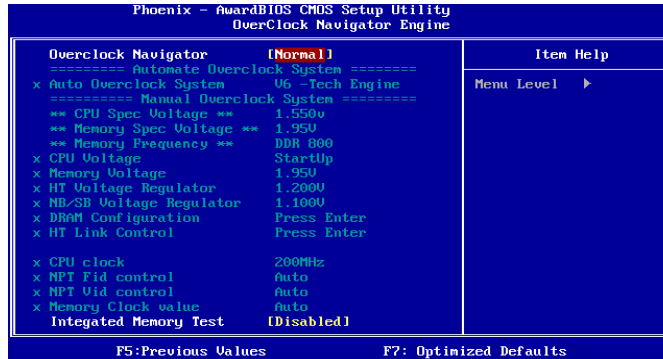 Phoenix - AwardBIOS CMOS Setup Utility
OverClock Navigator Engine
Overclock Navigator [Normal] Item Help
========= Automate Overclock System ========
x Auto Overclock System V6 -Tech Engine Menu Level ▶
========== Manual Overclock System =========
** CPU Spec Voltage ** 1.550v
** Memory Spec Voltage ** 1.95V
** Memory Frequency ** DDR 800
x CPU Voltage StartUp
x Memory Voltage 1.95V
x HT Voltage Regulator 1.200V
x NB/SB Voltage Regulator 1.100V
x DRAM Configuration Press Enter
x HT Link Control Press Enter
x CPU clock 200MHz
x NPT Fid control Auto
x NPT Vid control Auto
x Memory Clock value Auto
Integated Memory Test [Disabled]
F5:Previous Values F7: Optimized Defaults